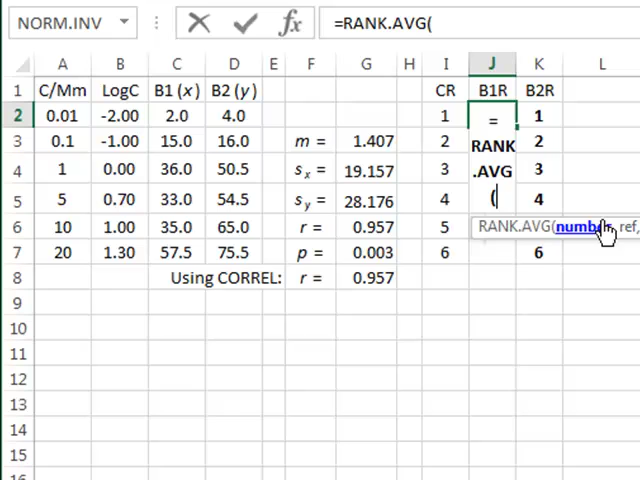 NORM.INV =RANK.AVG(
A B C D E F G H I J K L
1 C/Mm LogC B1 (x) B2 (y) CR B1R B2R
2 0.01 -2.00 2.0 4.0 1 = 1
3 0.1 -1.00 15.0 16.0 m = 1.407 2 RANK 2
4 1 0.00 36.0 50.5 sx = 19.157 3 .AVG 3
5 5 0.70 33.0 54.5 sy = 28.176 4 ( 4
6 10 1.00 35.0 65.0 r = 0.957 5 RANK.AVG(number, ref,
7 20 1.30 57.5 75.5 p = 0.003 6 6
8 Using CORREL: r = 0.957
9
10
11
12
13
14
15
16